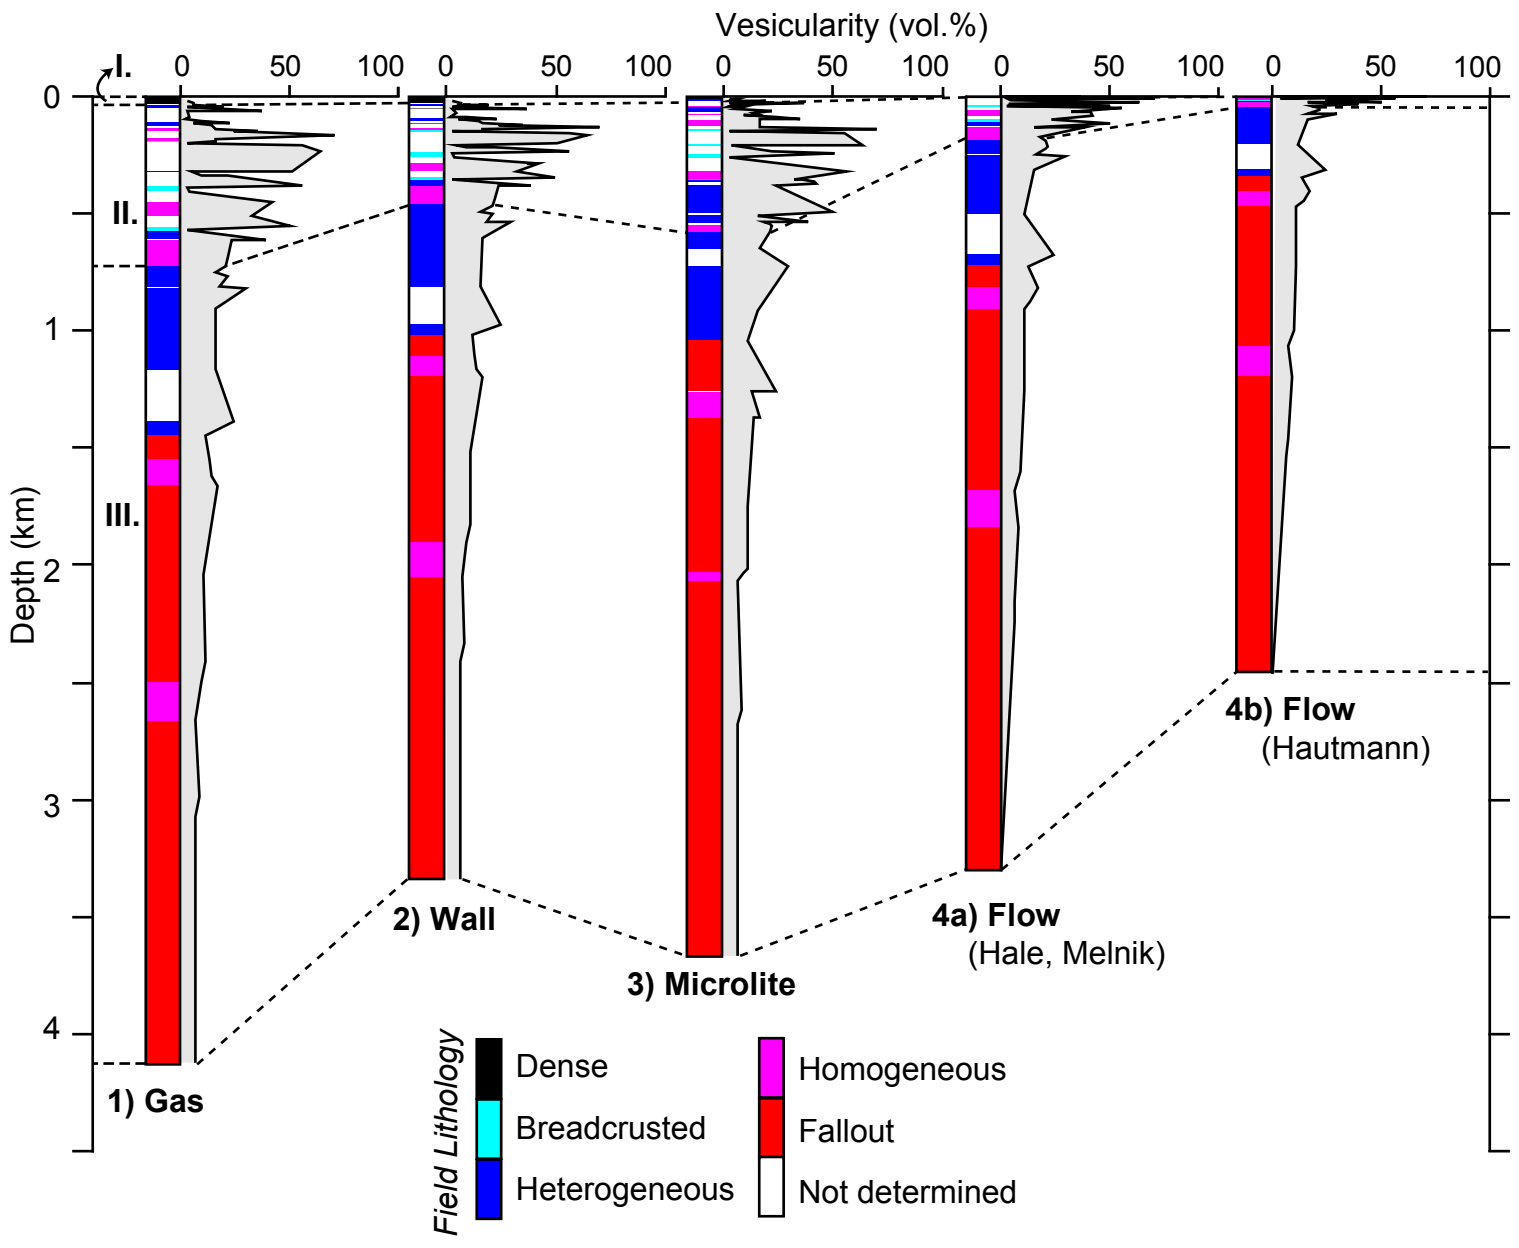 Vesicularity (vol.%)
I. 0 50 100 0 50 100 0 50 100 0 50 100 0 50 100
0
II.
1
III.
Depth (km)
2
3
4
4b) Flow
(Hautmann)
2) Wall
4a) Flow
(Hale, Melnik)
3) Microlite
1) Gas
Field Lithology
Dense
Breadcrusted
Heterogeneous
Homogeneous
Fallout
Not determined